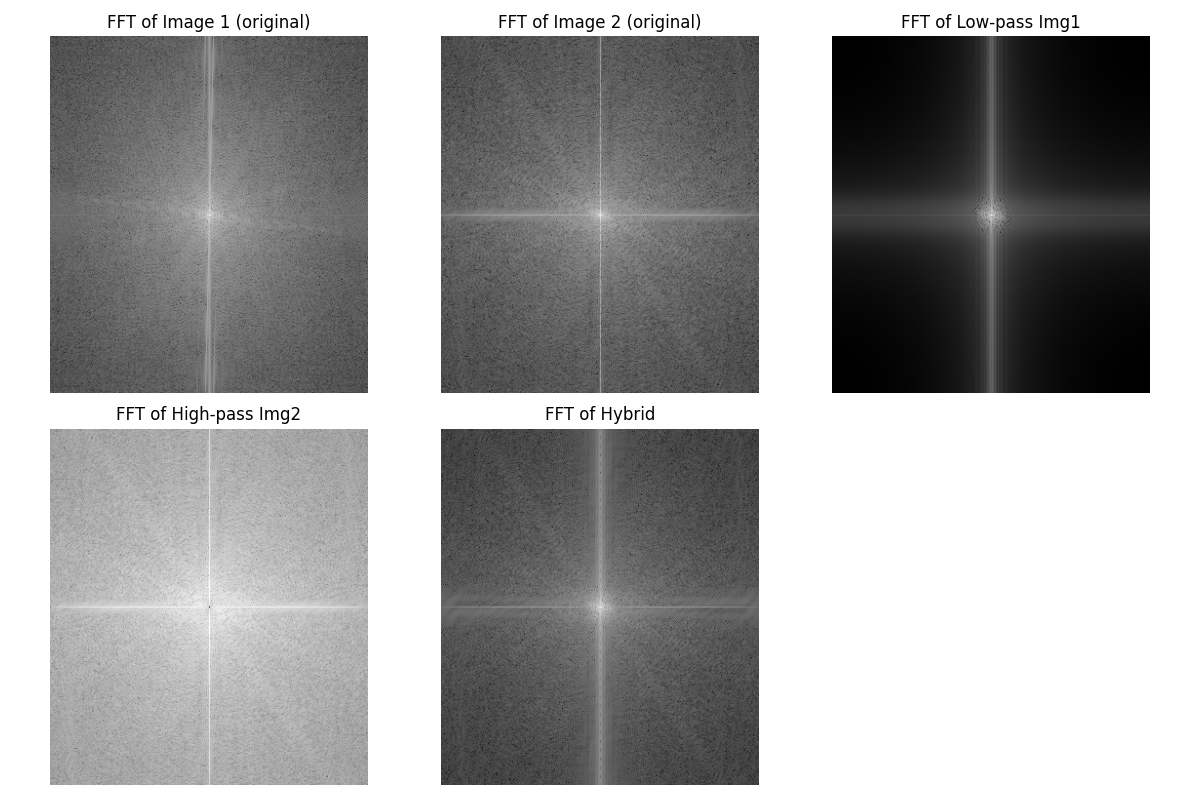 FFT of Image 1 (original)
FFT of Image 2 (original)
FFT of Low-pass Img1
FFT of High-pass Img2
FFT of Hybrid